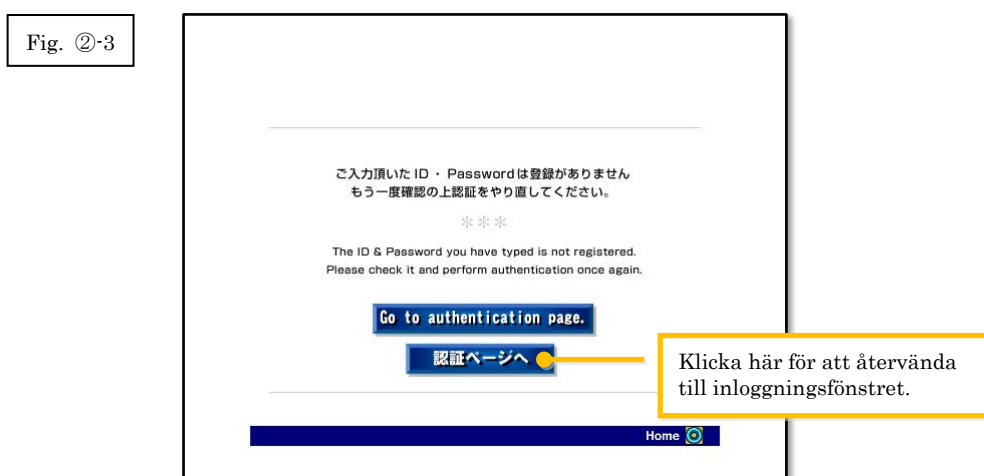 Fig. ②-3
ご入力頂いた ID ・ Passwordは登録がありません
もう一度確認の上認証をやり直してください。
＊＊＊
The ID & Password you have typed is not registered.
Please check it and perform authentication once again.
Go to authentication page.
認証ページへ
Klicka här för att återvända
till inloggningsfönstret.
Home